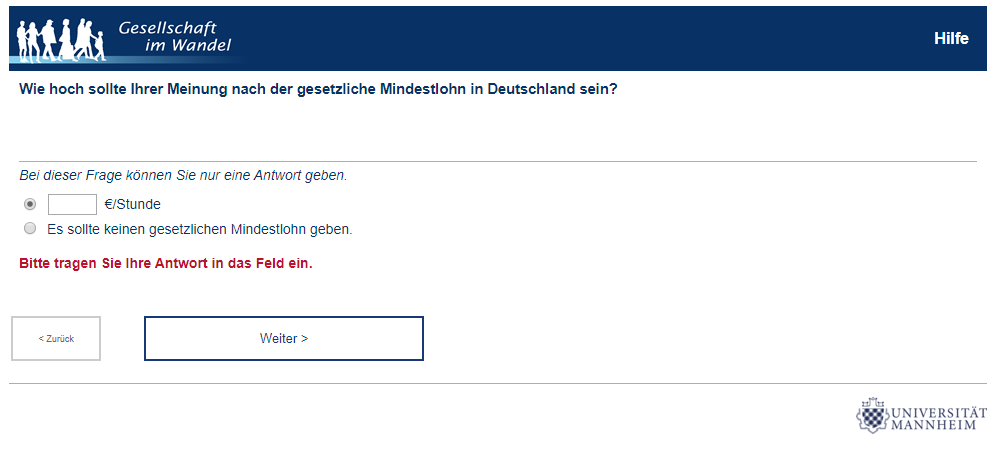 Gesellschaft
im Wandel
Hilfe
Wie hoch sollte Ihrer Meinung nach der gesetzliche Mindestlohn in Deutschland sein?
Bei dieser Frage können Sie nur eine Antwort geben.
€/Stunde
Es sollte keinen gesetzlichen Mindestlohn geben.
Bitte tragen Sie Ihre Antwort in das Feld ein.
< Zurück
Weiter >
UNIVERSITÄT
MANNHEIM